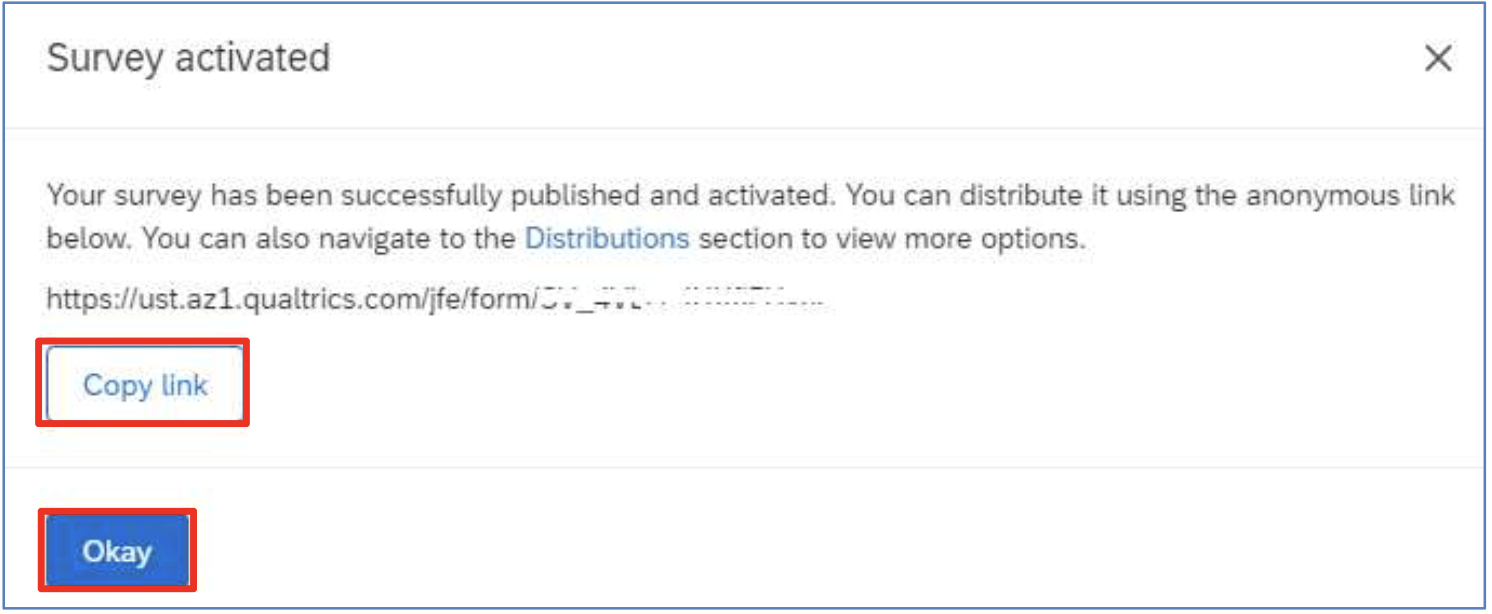 Survey activated
Your survey has been successfully published and activated. You can distribute it using the anonymous link
below. You can also navigate to the Distributions section to view more options.
https://ust.az1.qualtrics.com/jfe/form/
Copy link
Okay